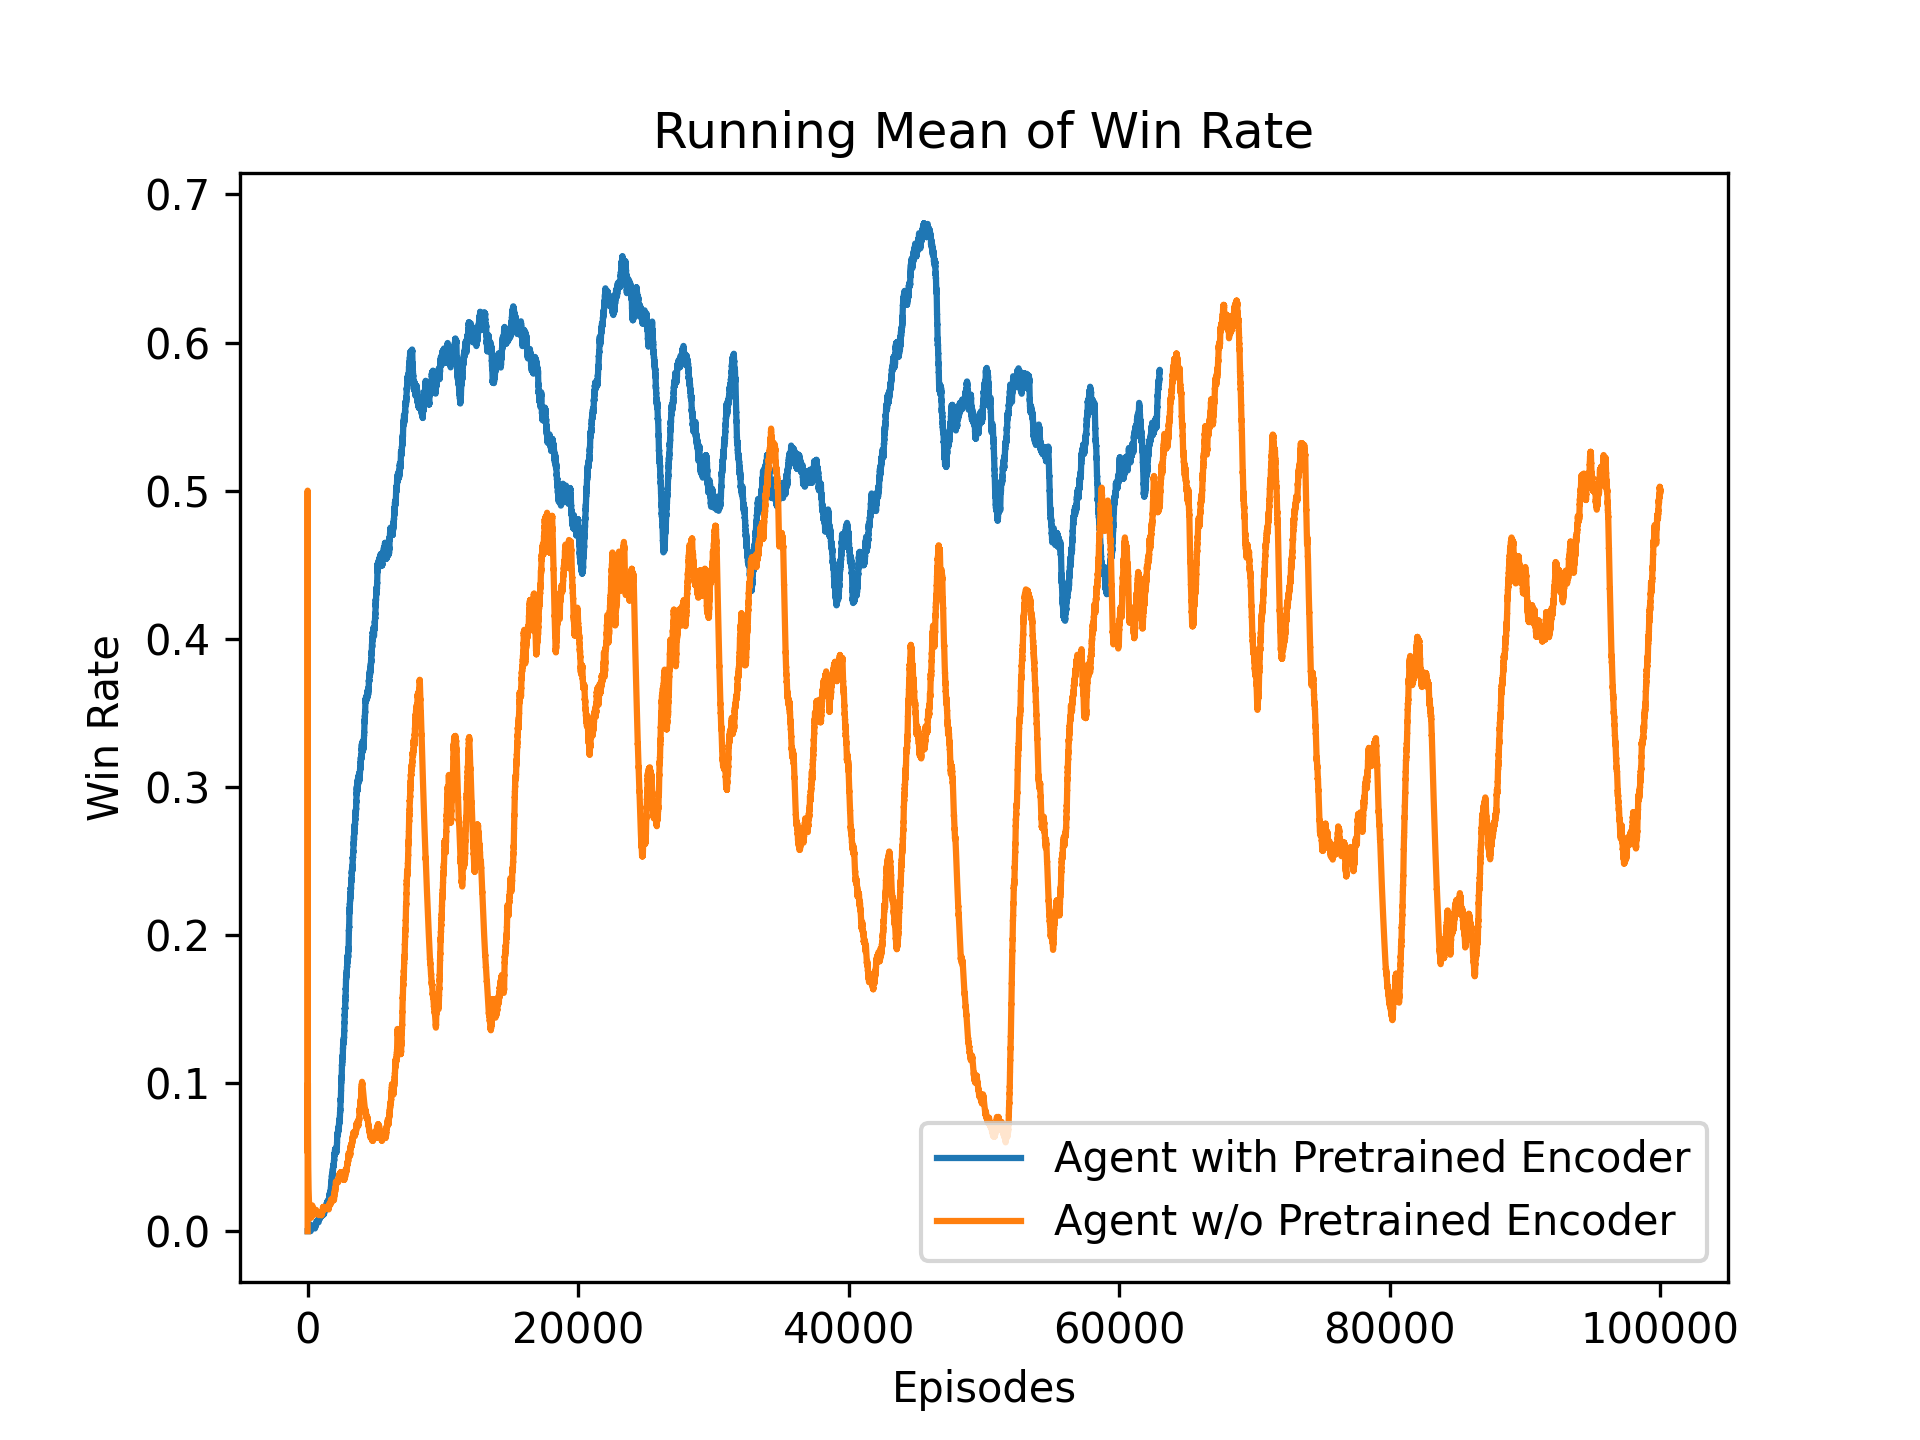 Running Mean of Win Rate
0.7
0.6
0.5
0.4
0.3
0.2
0.1
0.0
Win Rate
Agent with Pretrained Encoder
Agent w/o Pretrained Encoder
0 20000 40000 60000 80000 100000
Episodes